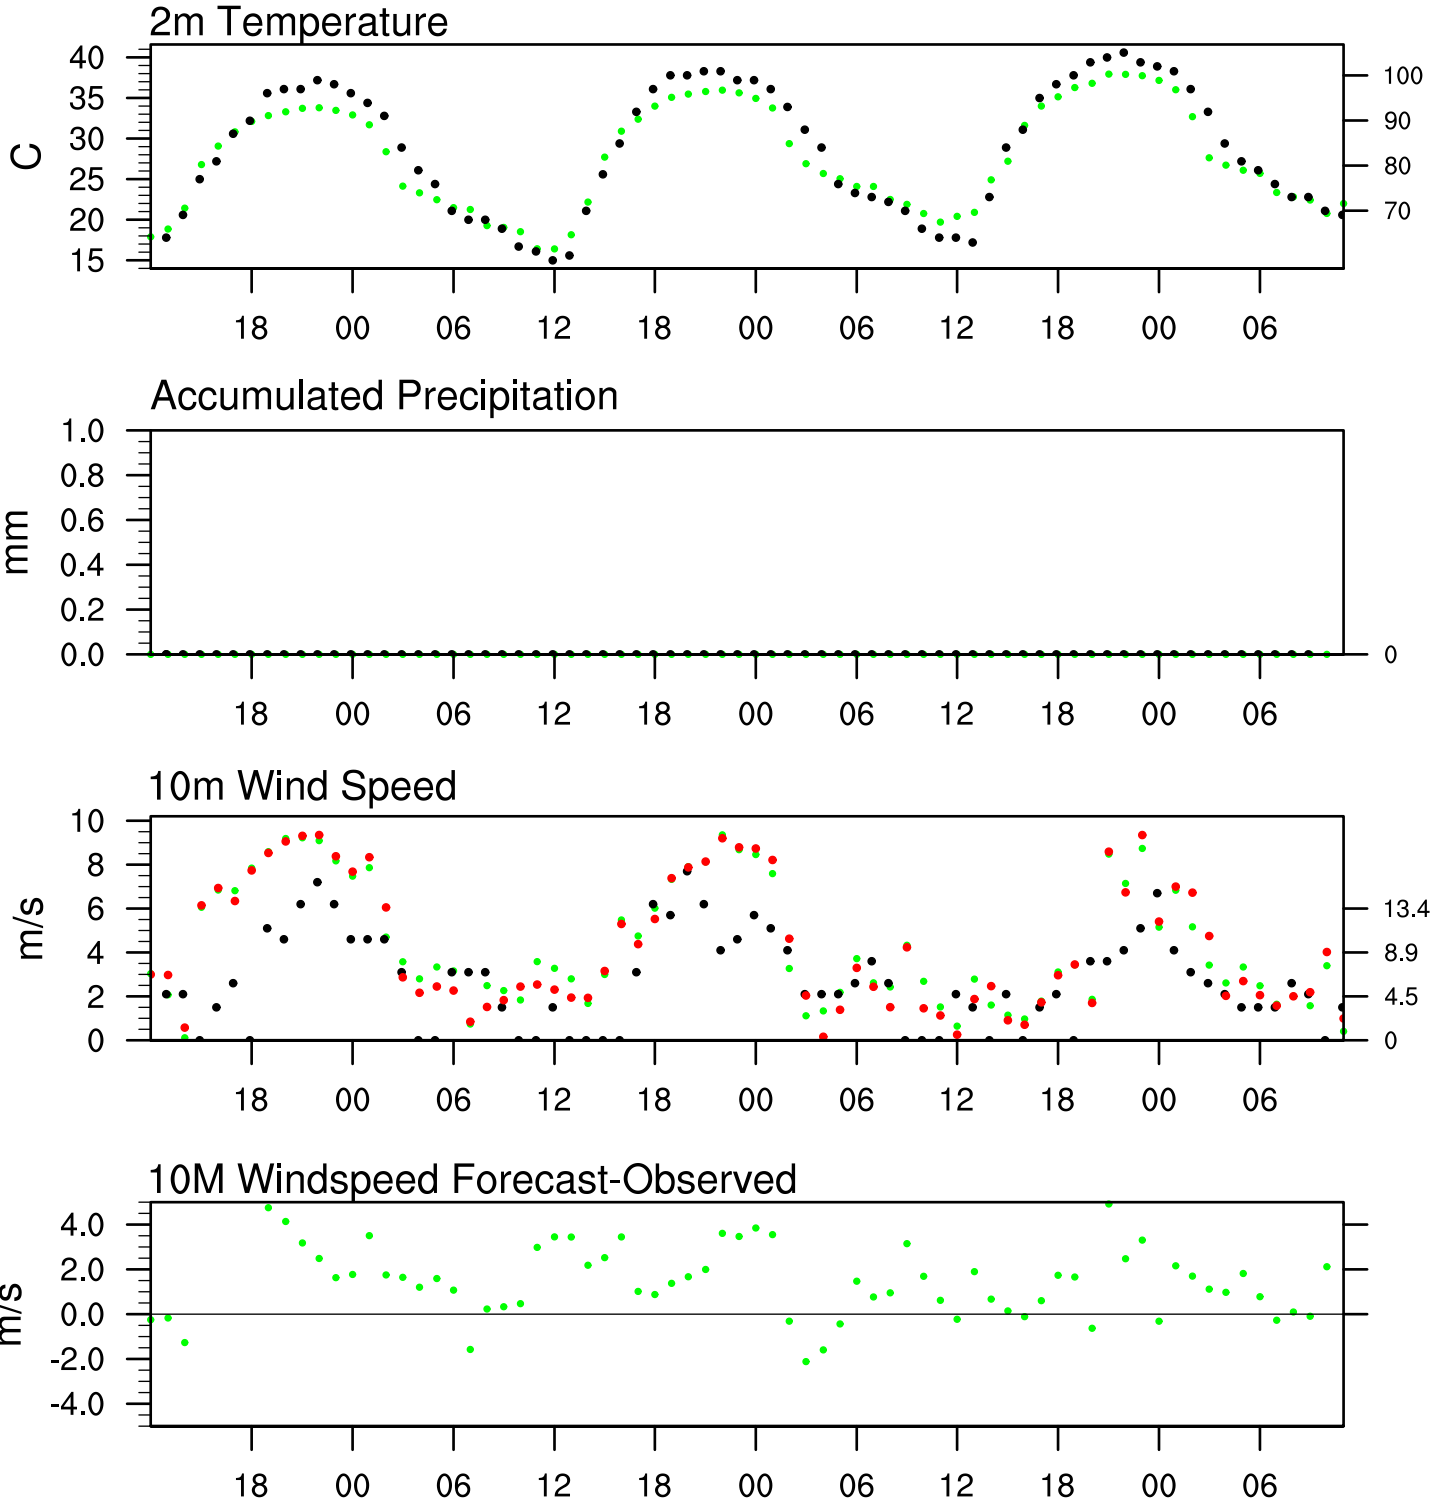 2m Temperature
40
35
30
25
20
15
C
100
90
80
70
18 00 06 12 18 00 06 12 18 00 06
Accumulated Precipitation
1.0
0.8
0.6
0.4
0.2
0.0
mm
0
18 00 06 12 18 00 06 12 18 00 06
10m Wind Speed
10
8
6
4
2
0
m/s
13.4
8.9
4.5
0
18 00 06 12 18 00 06 12 18 00 06
10M Windspeed Forecast-Observed
4.0
2.0
0.0
-2.0
-4.0
m/s
18 00 06 12 18 00 06 12 18 00 06